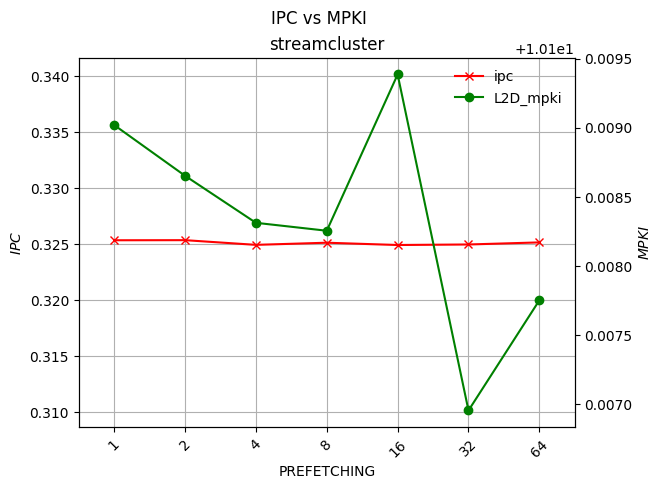 IPC vs MPKI
streamcluster
+1.01e1
ipc
L2D_mpki
0.340
0.335
0.330
0.325
0.320
0.315
0.310
IPC
0.0095
0.0090
0.0085
0.0080
0.0075
0.0070
MPKI
1
2
4
8
16
32
64
PREFETCHING